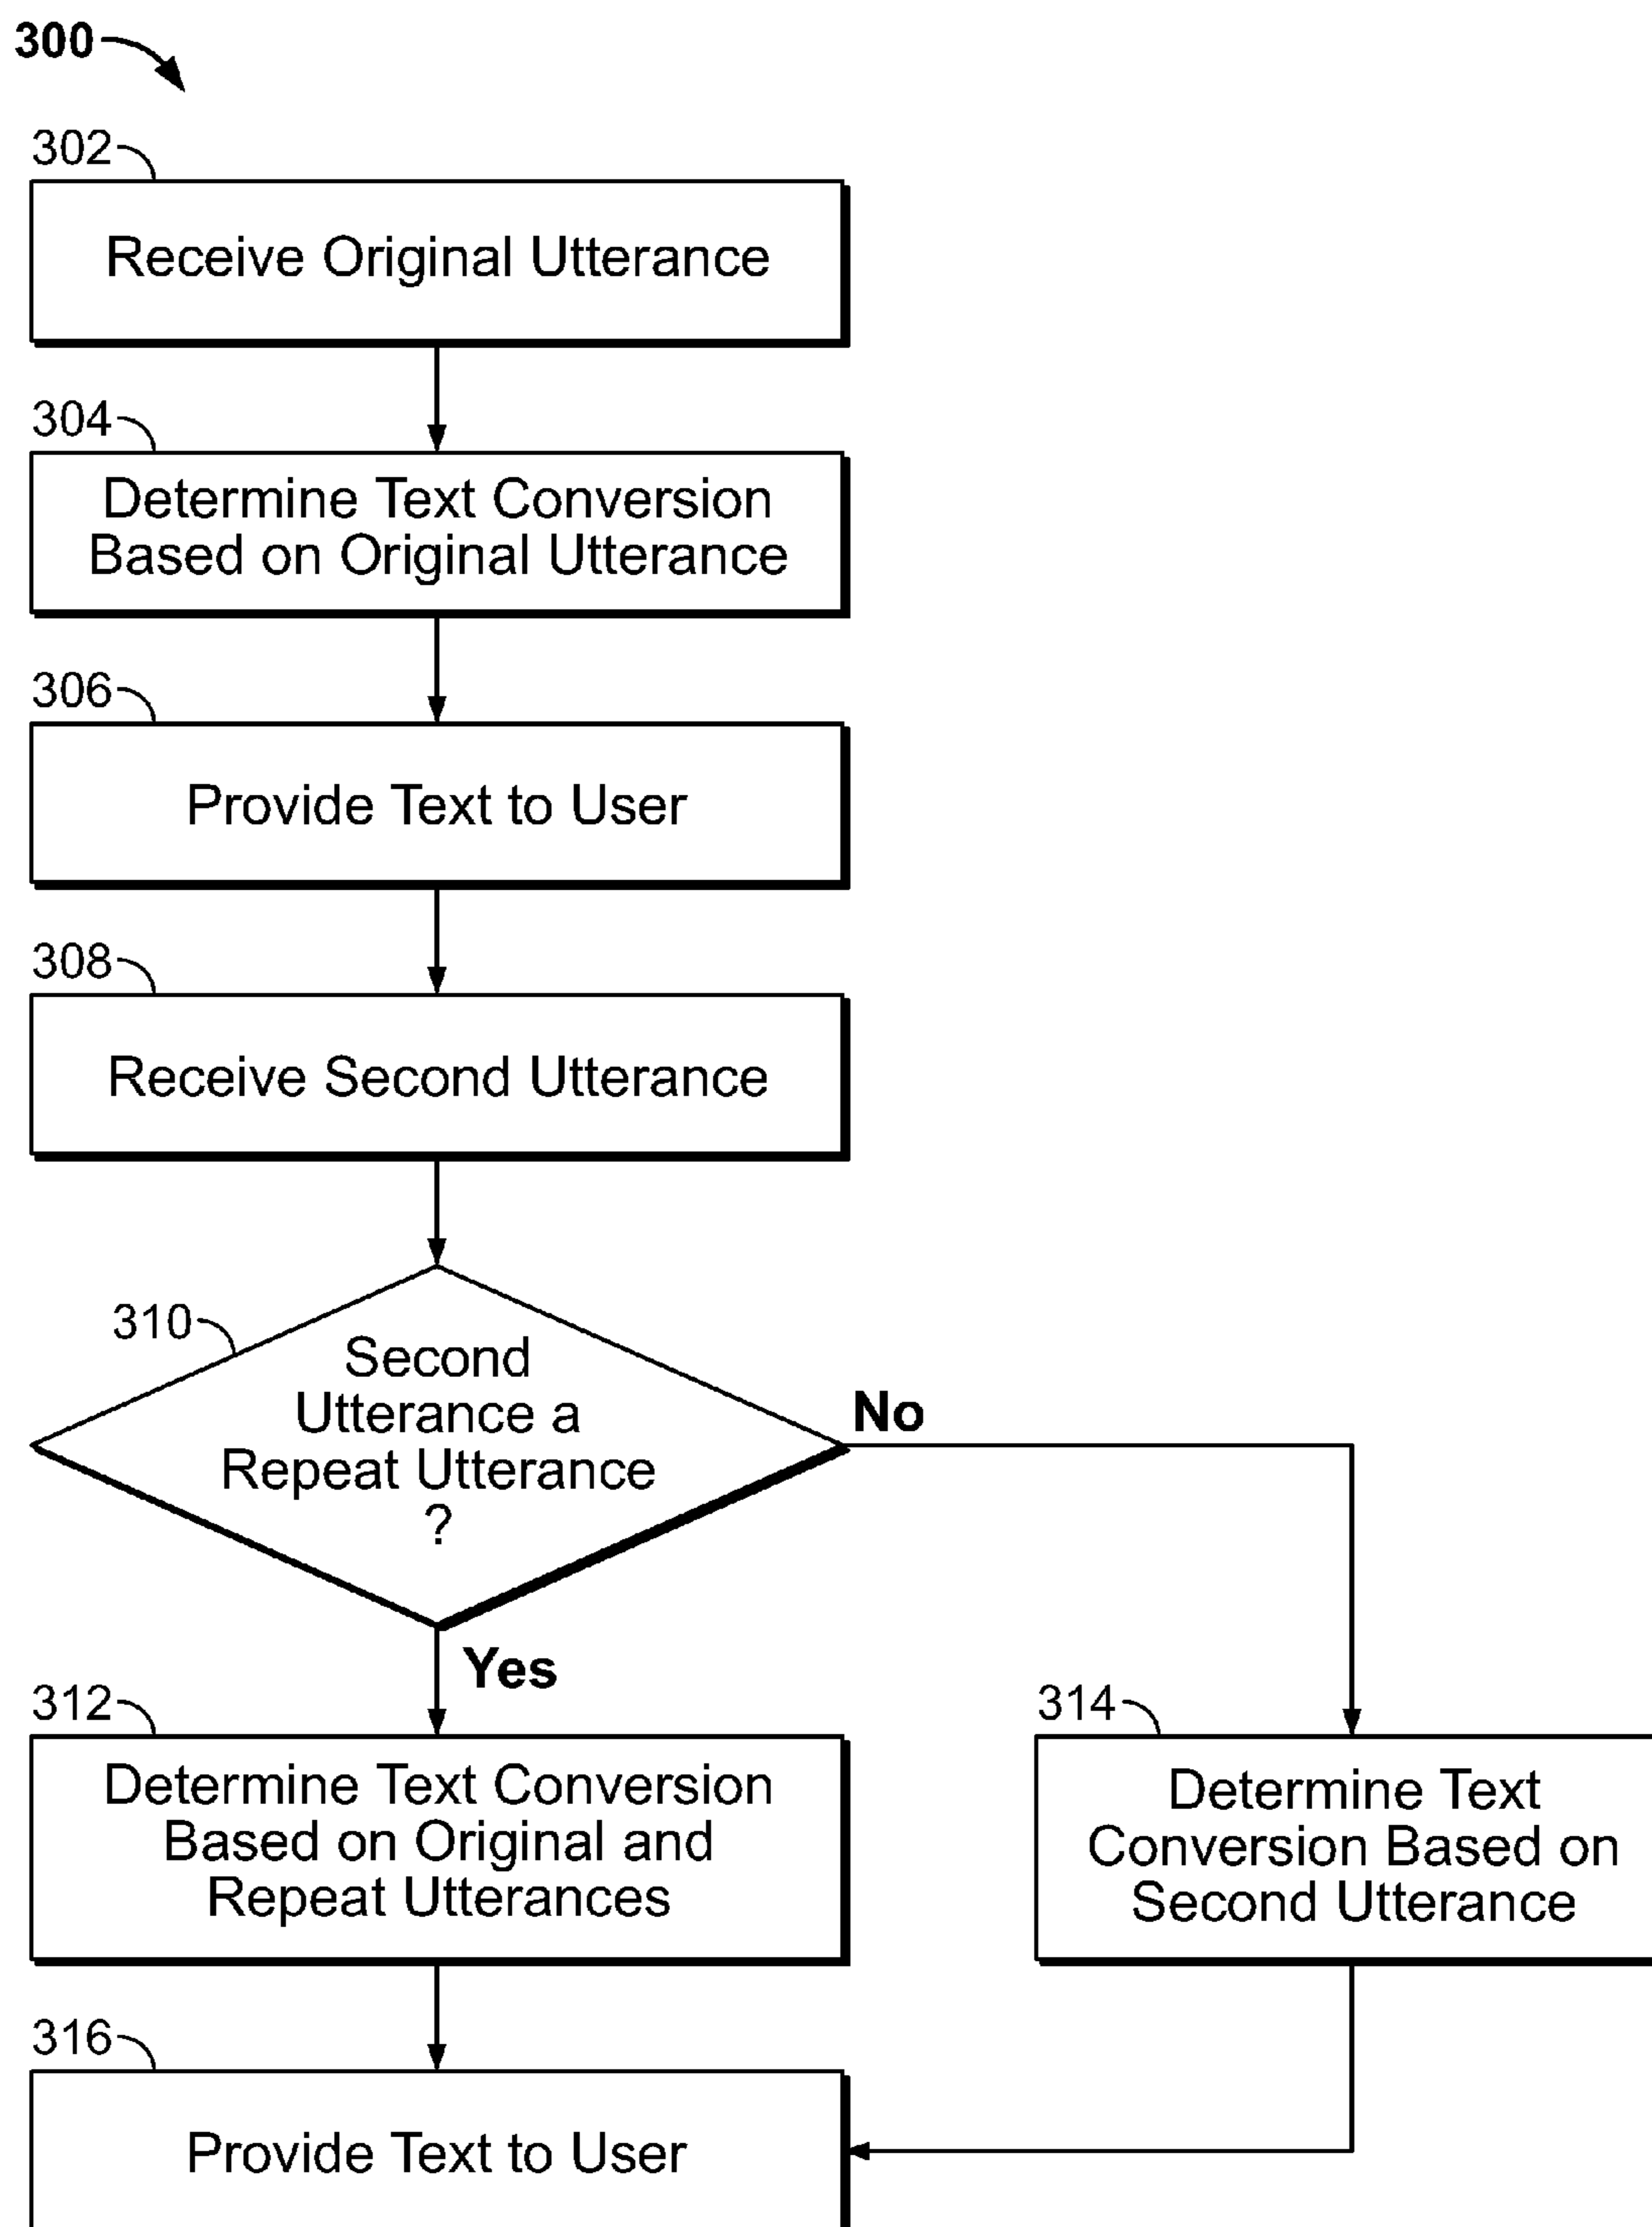 300
302
Receive Original Utterance
304
Determine Text Conversion
Based on Original Utterance
306
Provide Text to User
308
Receive Second Utterance
310
Second
Utterance a
Repeat Utterance
?
No
Yes
312
Determine Text Conversion
Based on Original and
Repeat Utterances
314
Determine Text
Conversion Based on
Second Utterance
316
Provide Text to User